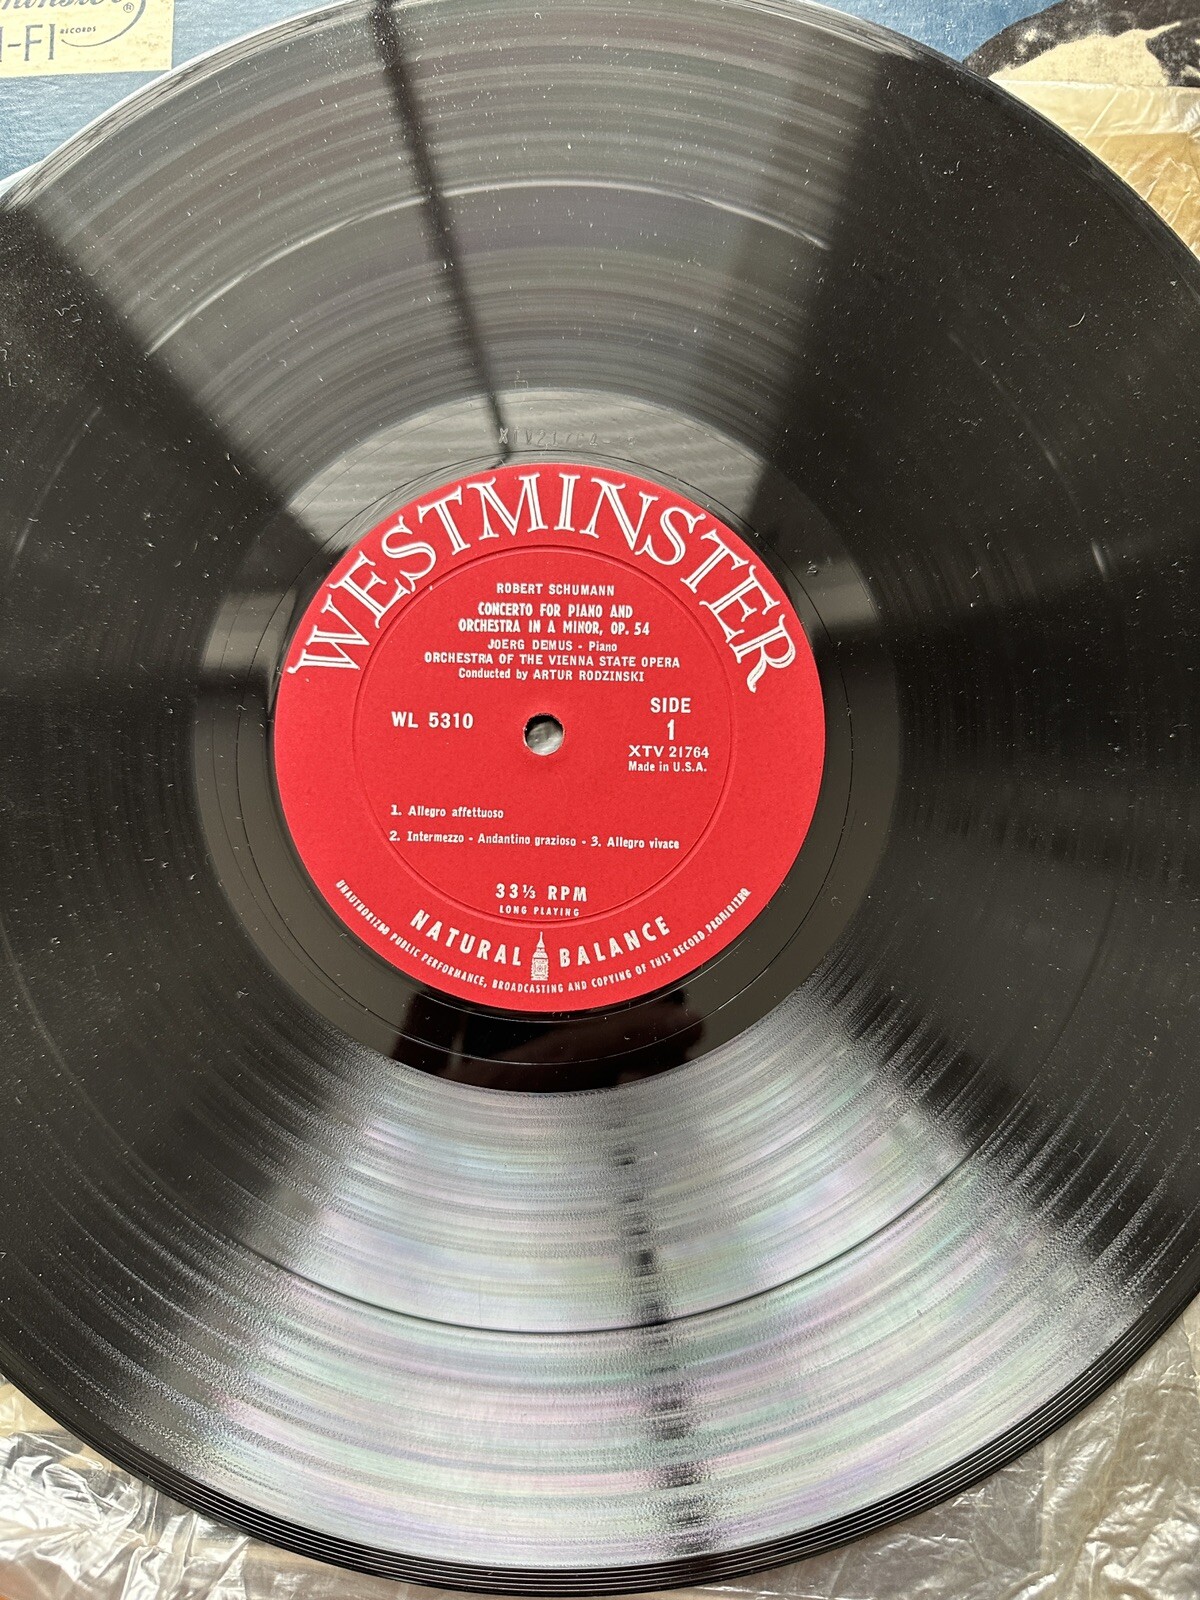 I-FI
RECORDS
XTV21764
WESTMINSTER
ROBERT SCHUMANN
CONCERTO FOR PIANO AND
ORCHESTRA IN A MINOR, OP. 54
JOERG DEMUS - Piano
ORCHESTRA OF THE VIENNA STATE OPERA
Conducted by ARTUR RODZINSKI
WL 5310
SIDE
1
XTV 21764
Made in U.S.A.
1. Allegro affettuoso
2. Intermezzo - Andantino grazioso - 3. Allegro vivace
33⅓ RPM
LONG PLAYING
NATURAL BALANCE
UNAUTHORIZED PUBLIC PERFORMANCE, BROADCASTING AND COPYING OF THIS RECORD PROHIBITED